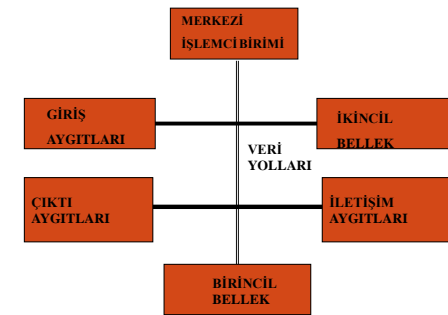 MERKEZİ
İŞLEMCİ BİRİMİ
GİRİŞ
AYGITLARI
İKİNCİL
BELLEK
VERİ
YOLLARI
ÇIKTI
AYGITLARI
İLETİŞİM
AYGITLARI
BİRİNCİL
BELLEK